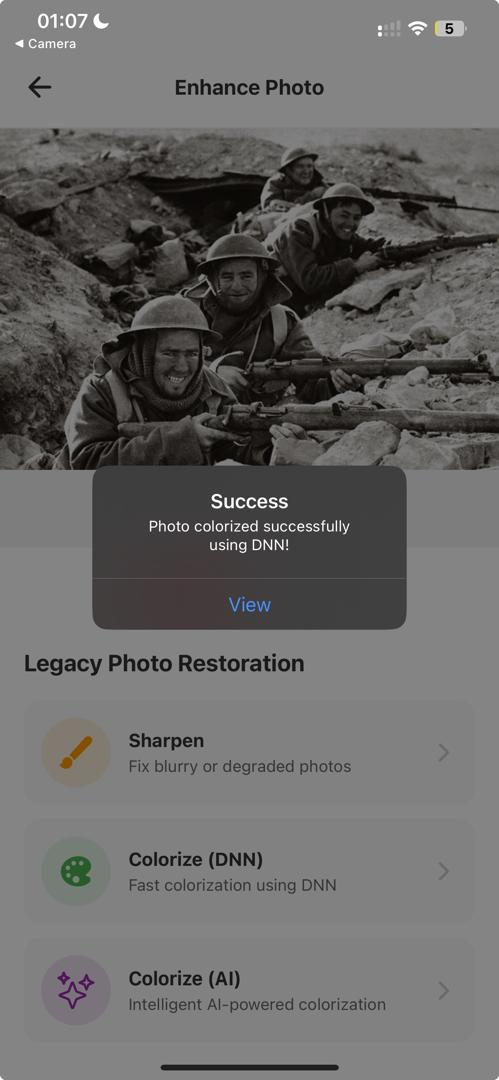 01:07
◀ Camera
5
Enhance Photo
Success
Photo colorized successfully
using DNN!
View
Legacy Photo Restoration
Sharpen
Fix blurry or degraded photos
Colorize (DNN)
Fast colorization using DNN
Colorize (AI)
Intelligent AI-powered colorization